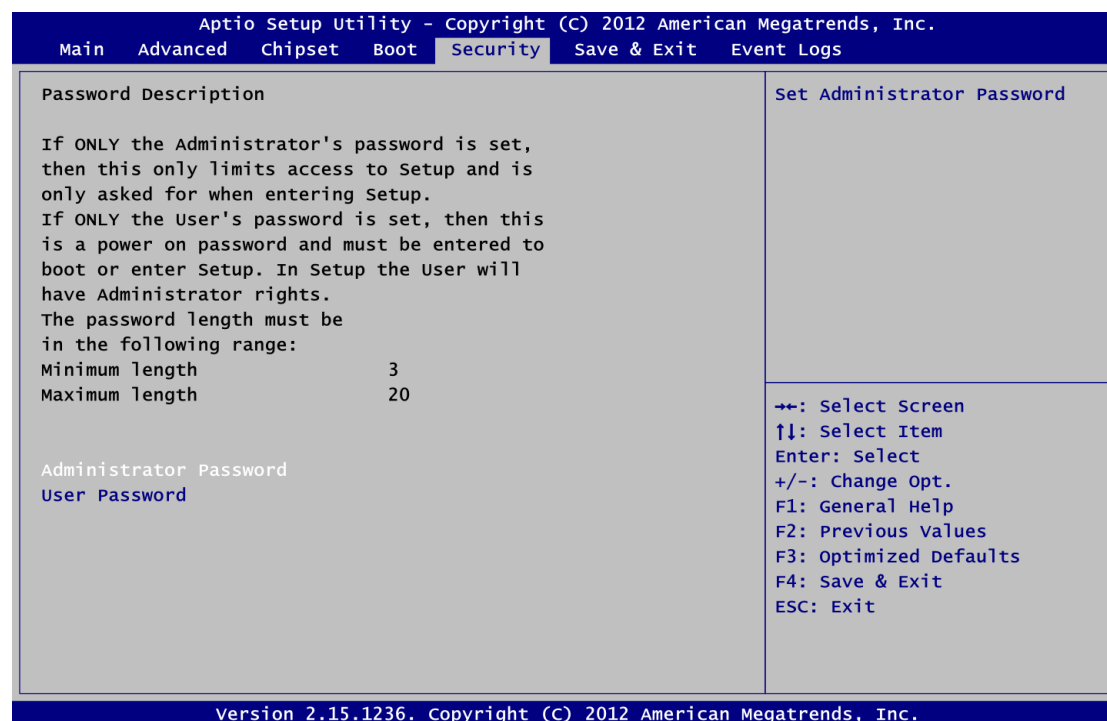 Aptio Setup Utility - Copyright (C) 2012 American Megatrends, Inc.
Main Advanced Chipset Boot Security Save & Exit Event Logs
Password Description
If ONLY the Administrator's password is set,
then this only limits access to Setup and is
only asked for when entering Setup.
If ONLY the User's password is set, then this
is a power on password and must be entered to
boot or enter Setup. In Setup the User will
have Administrator rights.
The password length must be
in the following range:
Minimum length 3
Maximum length 20
Administrator Password
User Password
Set Administrator Password
→←: Select Screen
↑↓: Select Item
Enter: Select
+/-: Change Opt.
F1: General Help
F2: Previous Values
F3: Optimized Defaults
F4: Save & Exit
ESC: Exit
Version 2.15.1236. Copyright (C) 2012 American Megatrends, Inc.